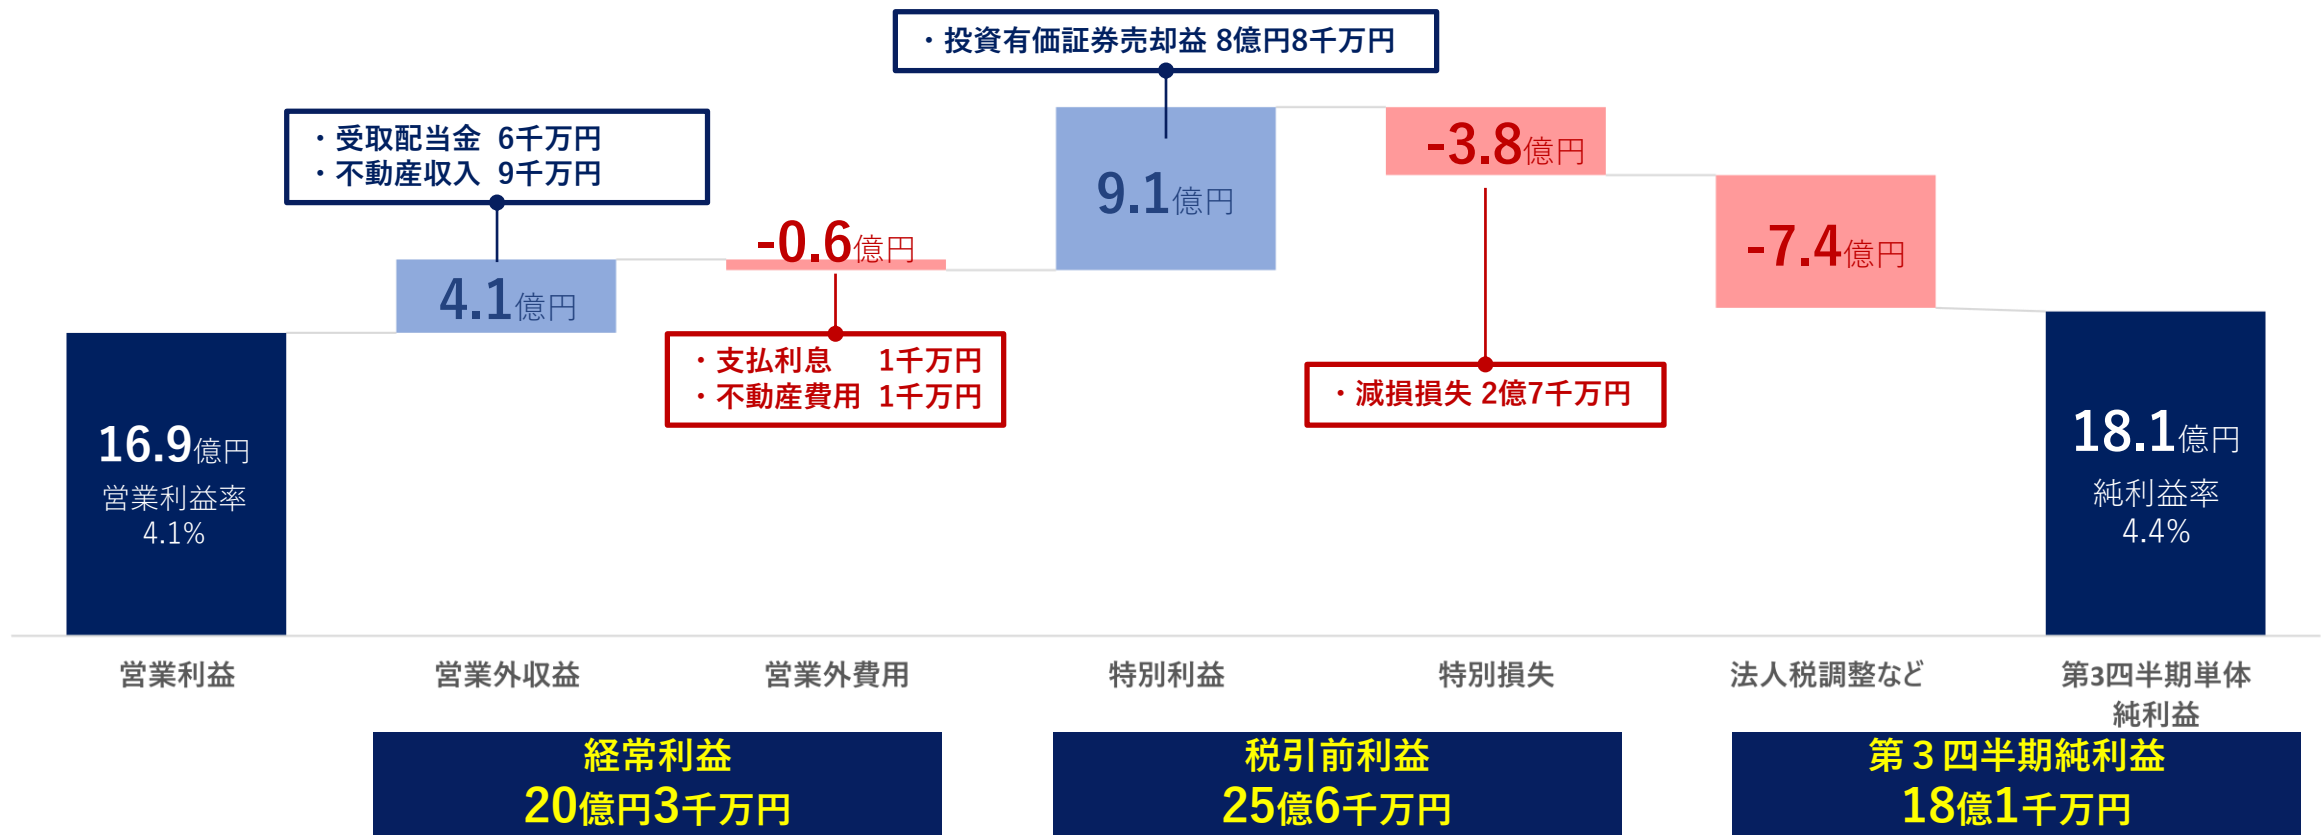 ・投資有価証券売却益 8億円8千万円
・受取配当金 6千万円
・不動産収入 9千万円
16.9億円
営業利益率
4.1%
4.1億円
-0.6億円
・支払利息 1千万円
・不動産費用 1千万円
9.1億円
-3.8億円
・減損損失 2億7千万円
-7.4億円
18.1億円
純利益率
4.4%
営業利益
営業外収益
営業外費用
特別利益
特別損失
法人税調整など
第3四半期単体
純利益
経常利益
20億円3千万円
税引前利益
25億6千万円
第３四半期純利益
18億1千万円